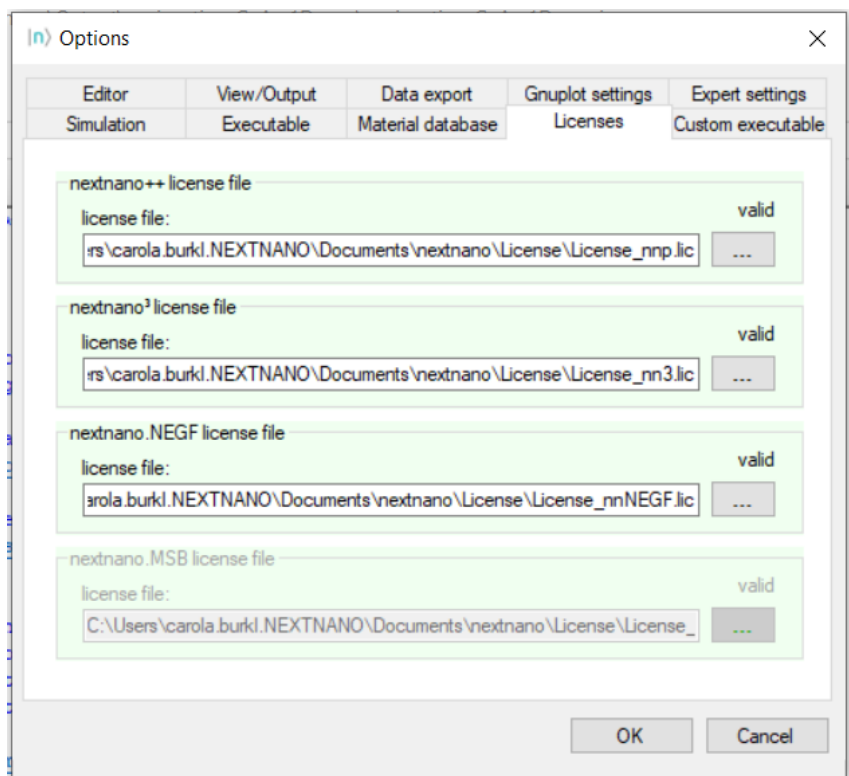 |n⟩ Options
Editor View/Output Data export Gnuplot settings Expert settings
Simulation Executable Material database Licenses Custom executable
nextnano++ license file
valid
license file:
rs\carola.burkl.NEXTNANO\Documents\nextnano\License\License_nnp.lic ...
nextnano³ license file
valid
license file:
rs\carola.burkl.NEXTNANO\Documents\nextnano\License\License_nn3.lic ...
nextnano.NEGF license file
valid
license file:
arola.burkl.NEXTNANO\Documents\nextnano\License\License_nnNEGF.lic ...
nextnano.MSB license file
valid
license file:
C:\Users\carola.burkl.NEXTNANO\Documents\nextnano\License\License_ ...
OK Cancel